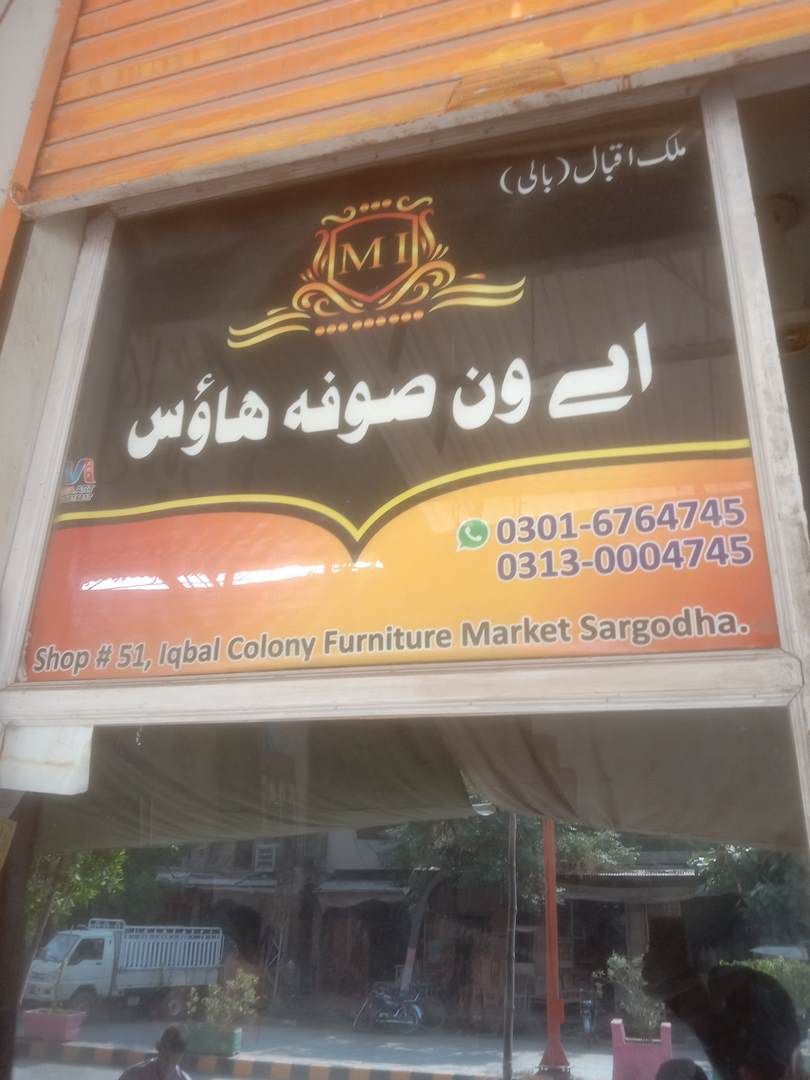 ملک اقبال (بالی)
MI
اے ون صوفہ ہاؤس
0301-6764745
0313-0004745
Shop # 51, Iqbal Colony Furniture Market Sargodha.